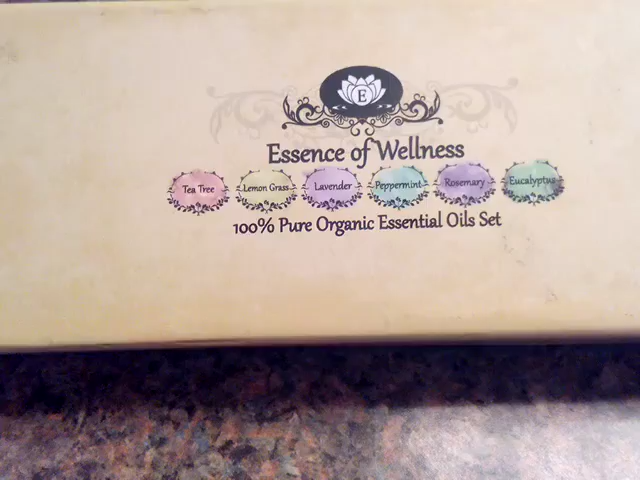 E
Essence of Wellness
Tea Tree Lemon Grass Lavender Peppermint Rosemary Eucalyptus
100% Pure Organic Essential Oils Set